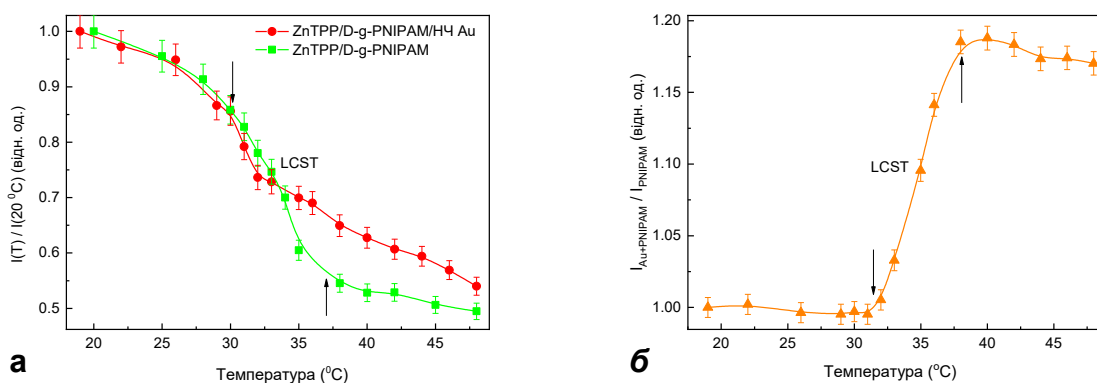 ZnTPP/D-g-PNIPAM/НЧ Au
ZnTPP/D-g-PNIPAM
LCST
I(T) / I(20 ⁰C) (відн. од.)
1.0
0.9
0.8
0.7
0.6
0.5
20 25 30 35 40 45
Температура (⁰C)
а
LCST
I_Au+PNIPAM / I_PNIPAM (відн. од.)
1.20
1.15
1.10
1.05
1.00
20 25 30 35 40 45
Температура (°C)
б